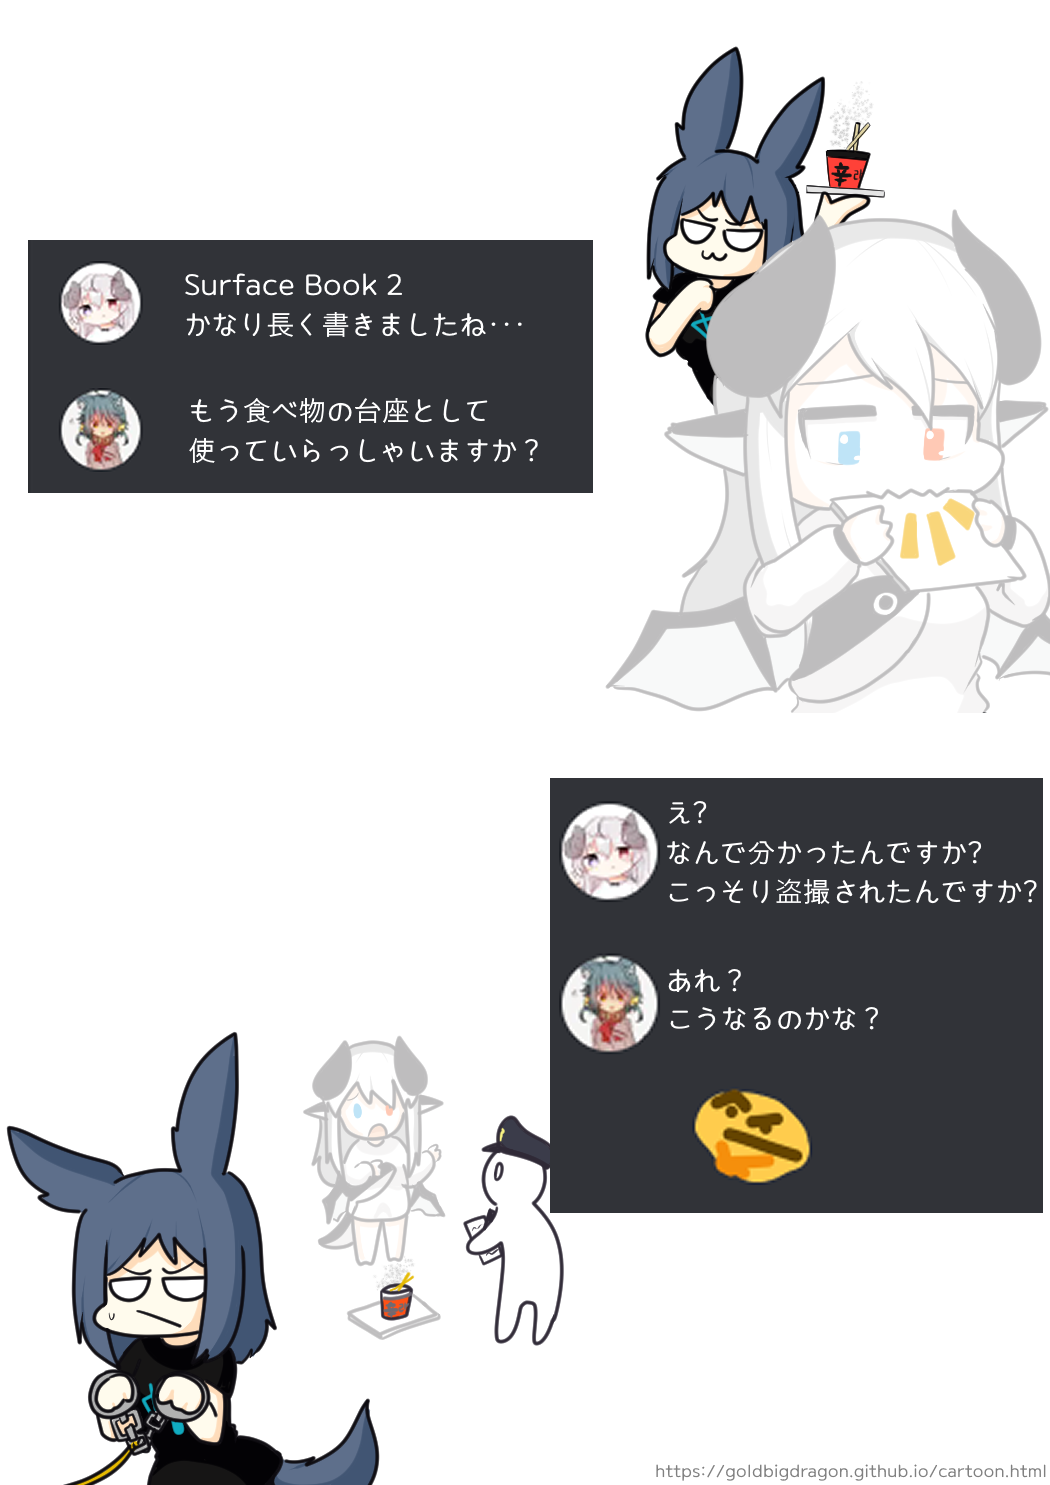 辛 라
Surface Book 2
かなり長く書きましたね･･･
もう食べ物の台座として
使っていらっしゃいますか？
え?
なんで分かったんですか?
こっそり盗撮されたんですか?
あれ？
こうなるのかな？
https://goldbigdragon.github.io/cartoon.html